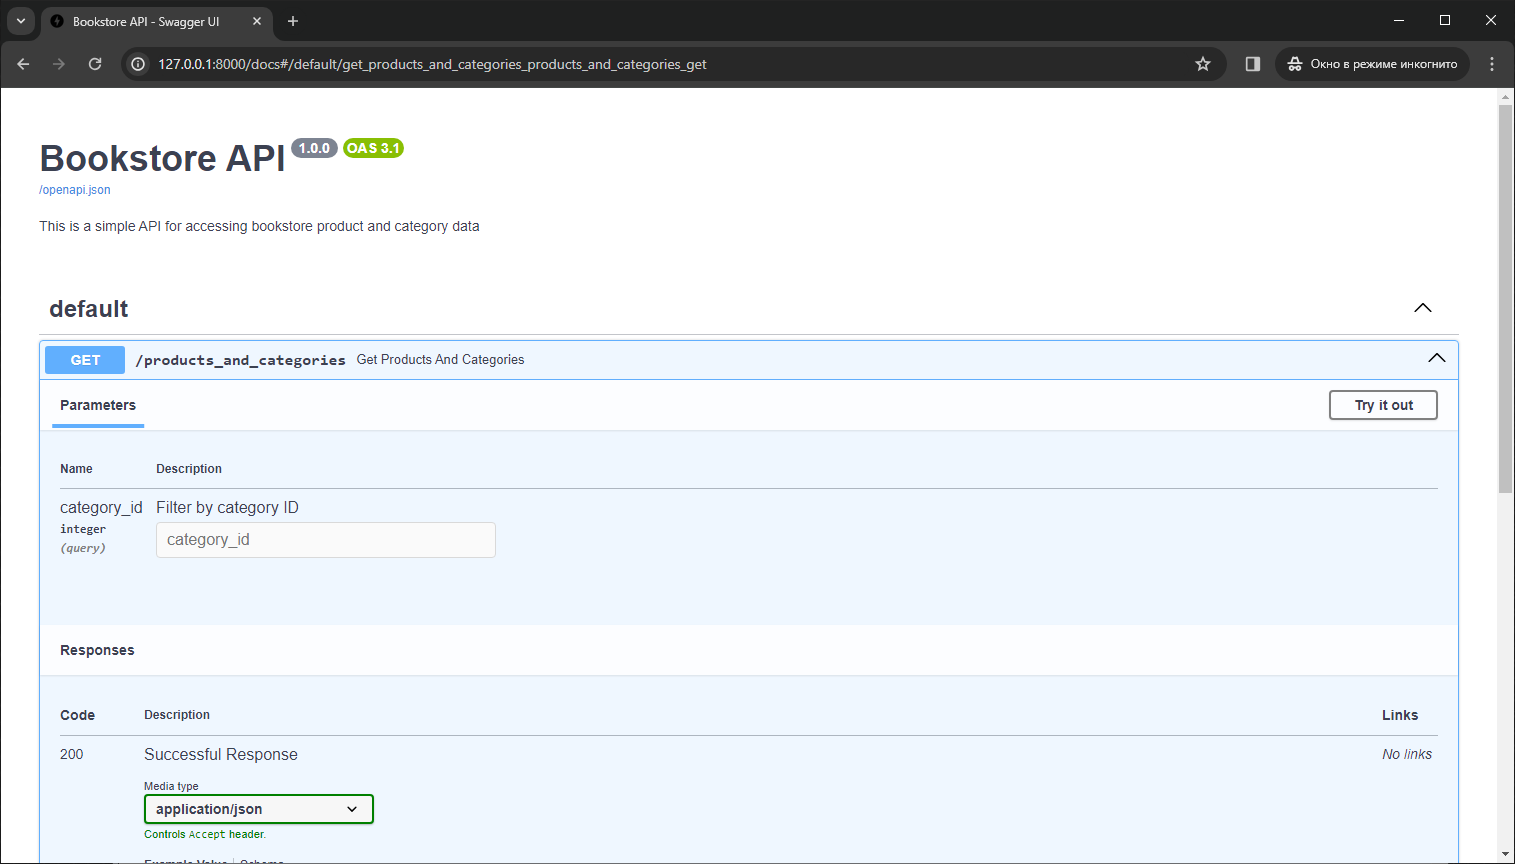 Bookstore API - Swagger UI
127.0.0.1:8000/docs#/default/get_products_and_categories_products_and_categories_get
Окно в режиме инкогнито
Bookstore API 1.0.0 OAS 3.1
/openapi.json
This is a simple API for accessing bookstore product and category data
default
GET /products_and_categories Get Products And Categories
Parameters
Try it out
Name Description
category_id Filter by category ID
integer
(query)
category_id
Responses
Code Description Links
200 Successful Response No links
Media type
application/json
Controls Accept header.
Example Value Schema